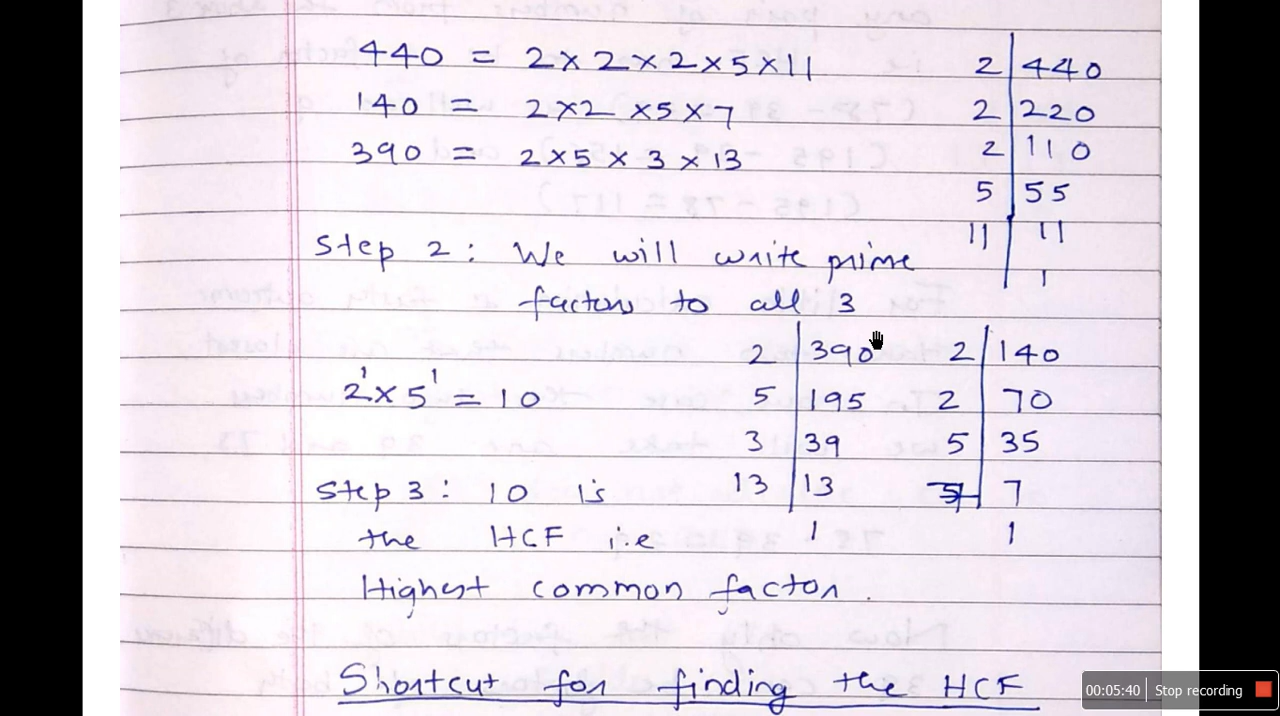 440 = 2 × 2 × 2 × 5 × 11
140 = 2 × 2 × 5 × 7
390 = 2 × 5 × 3 × 13
2 | 440
2 | 220
2 | 110
5 | 55
11 | 11
1
Step 2 : We will write prime
factors to all 3
2¹ × 5¹ = 10
2 | 390
5 | 195
3 | 39
13 | 13
1
2 | 140
2 | 70
5 | 35
7
1
Step 3 : 10 is
the HCF i.e
Highest common factor.
Shortcut for finding the HCF
00:05:40 Stop recording